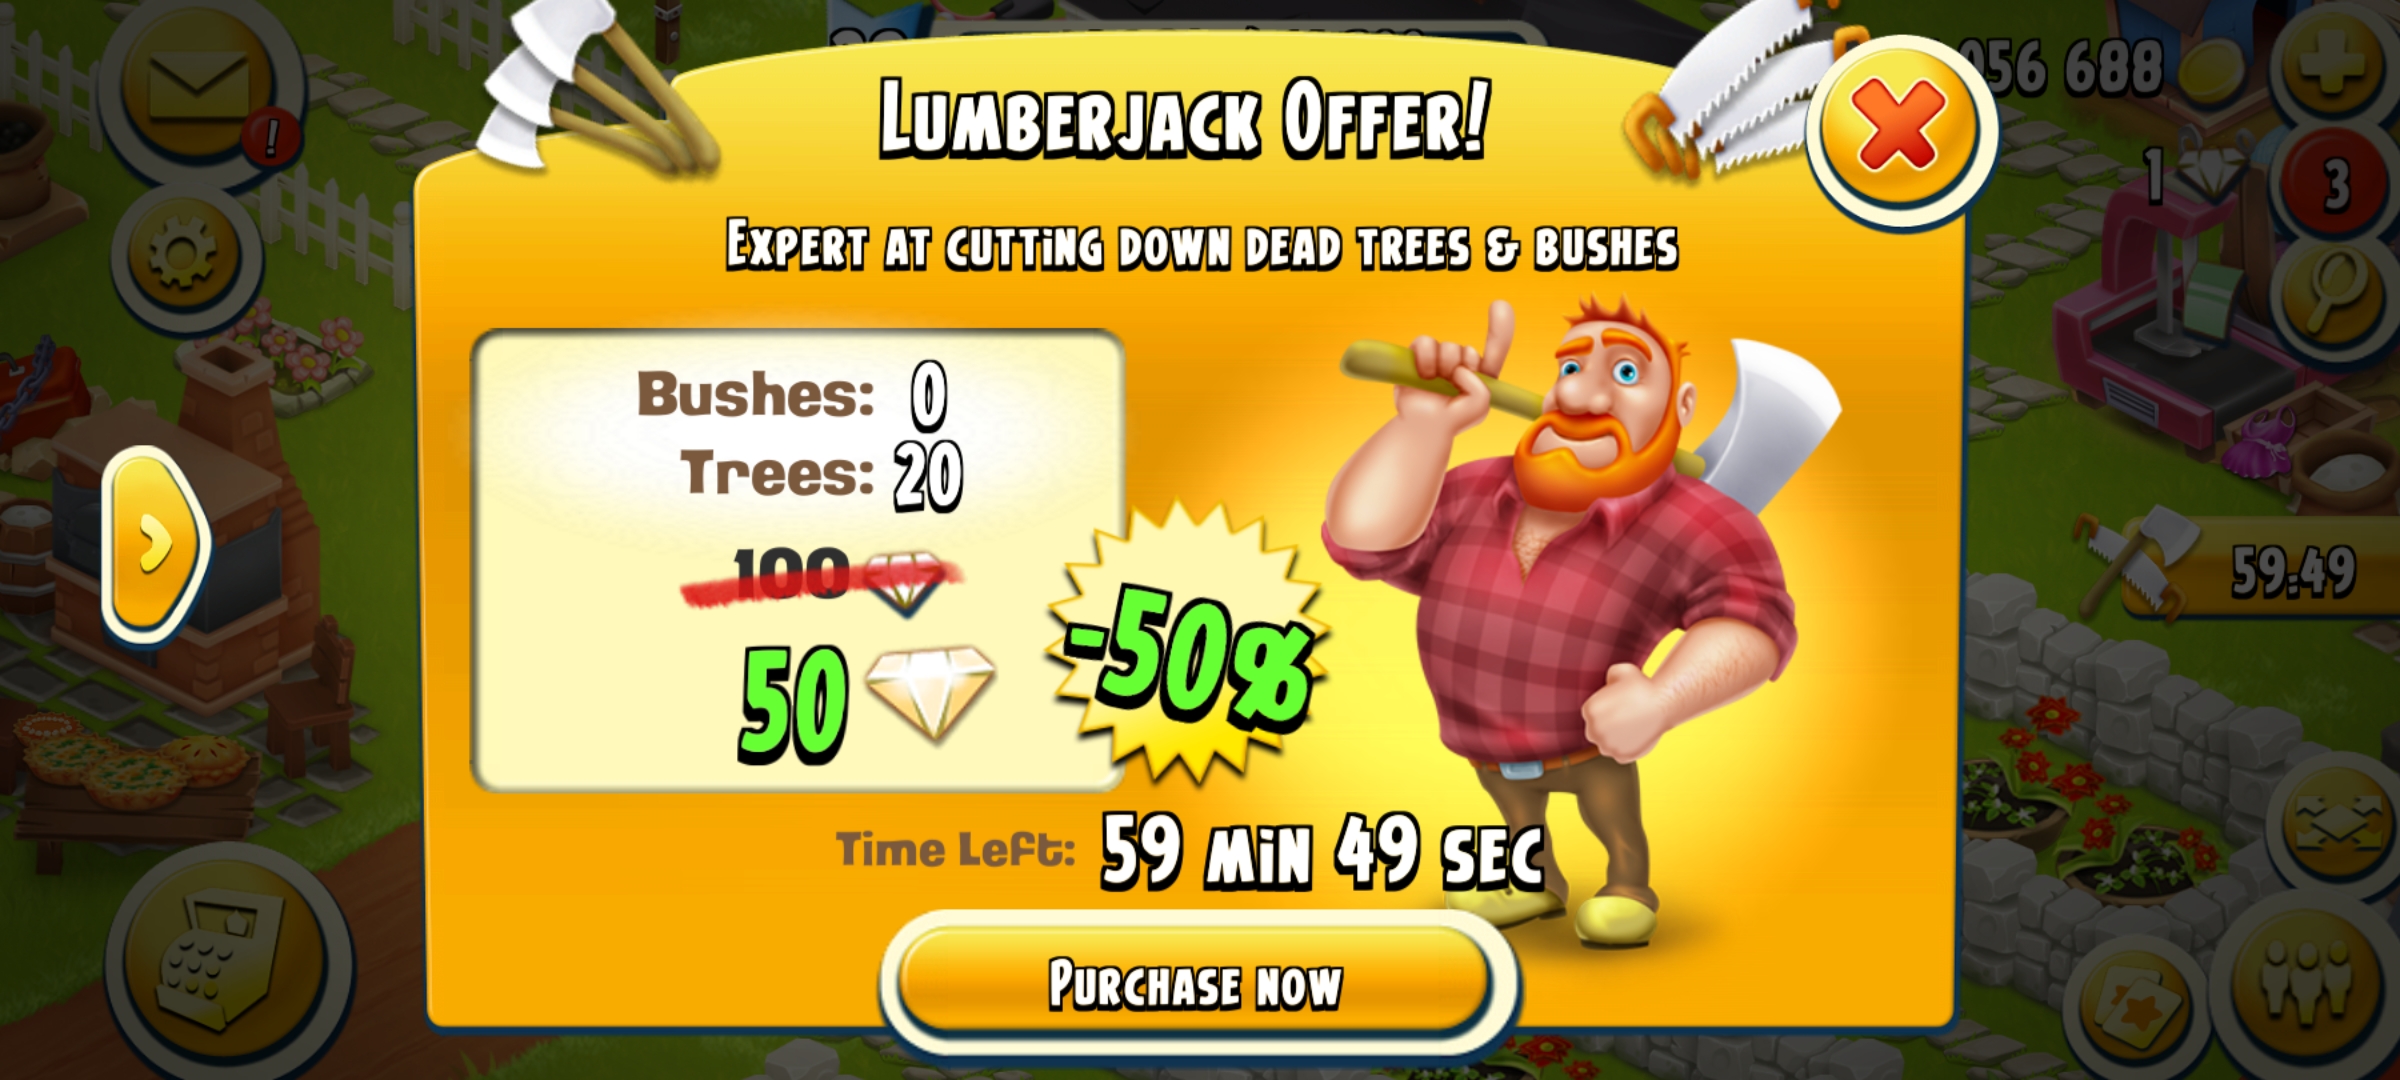 Lumberjack Offer!
056 688
!
Expert at cutting down dead trees & bushes
1
3
Bushes: 0
Trees: 20
100
50
-50%
59:49
Time Left: 59 min 49 sec
Purchase now